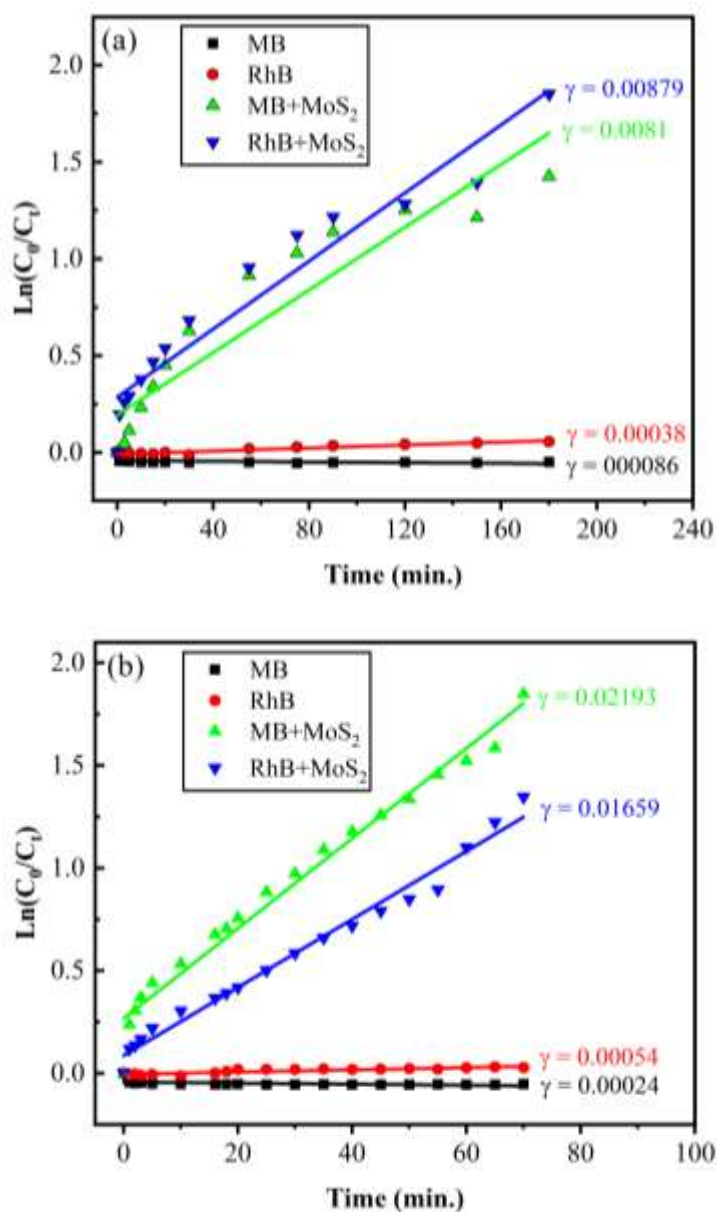 (a)
MB
RhB
MB+MoS₂
RhB+MoS₂
γ = 0.00879
γ = 0.0081
γ = 0.00038
γ = 000086
Ln(C₀/Cₜ)
2.0
1.5
1.0
0.5
0.0
0 40 80 120 160 200 240
Time (min.)
(b)
MB
RhB
MB+MoS₂
RhB+MoS₂
γ = 0.02193
γ = 0.01659
γ = 0.00054
γ = 0.00024
Ln(C₀/Cₜ)
2.0
1.5
1.0
0.5
0.0
0 20 40 60 80 100
Time (min.)